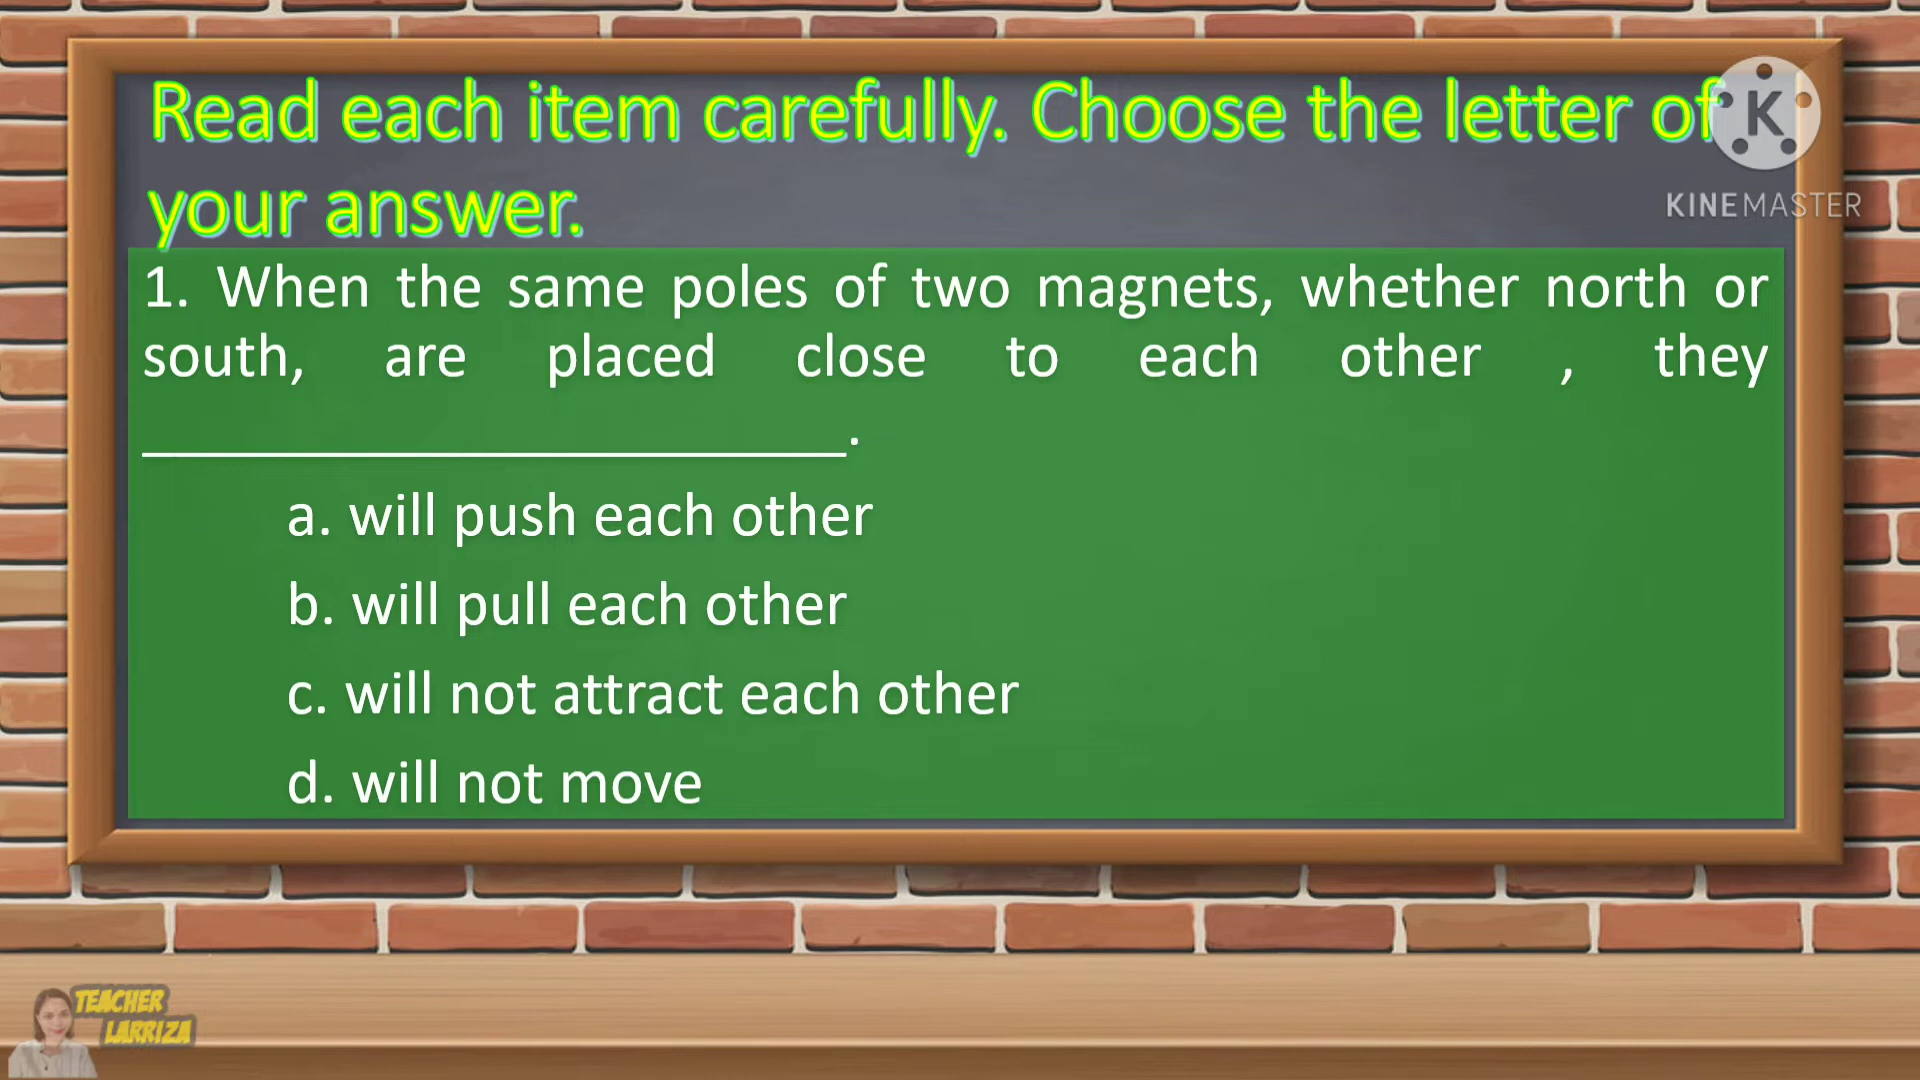 Read each item carefully. Choose the letter of
your answer.
K
KINEMASTER
1. When the same poles of two magnets, whether north or
south, are placed close to each other , they
______________________.
a. will push each other
b. will pull each other
c. will not attract each other
d. will not move
TEACHER
LARRIZA